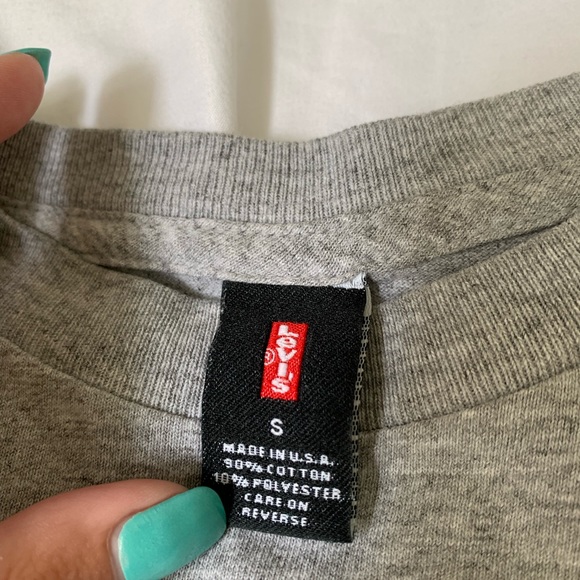 Levi's®
S
MADE IN U.S.A.
90% COTTON
10% POLYESTER
CARE ON
REVERSE